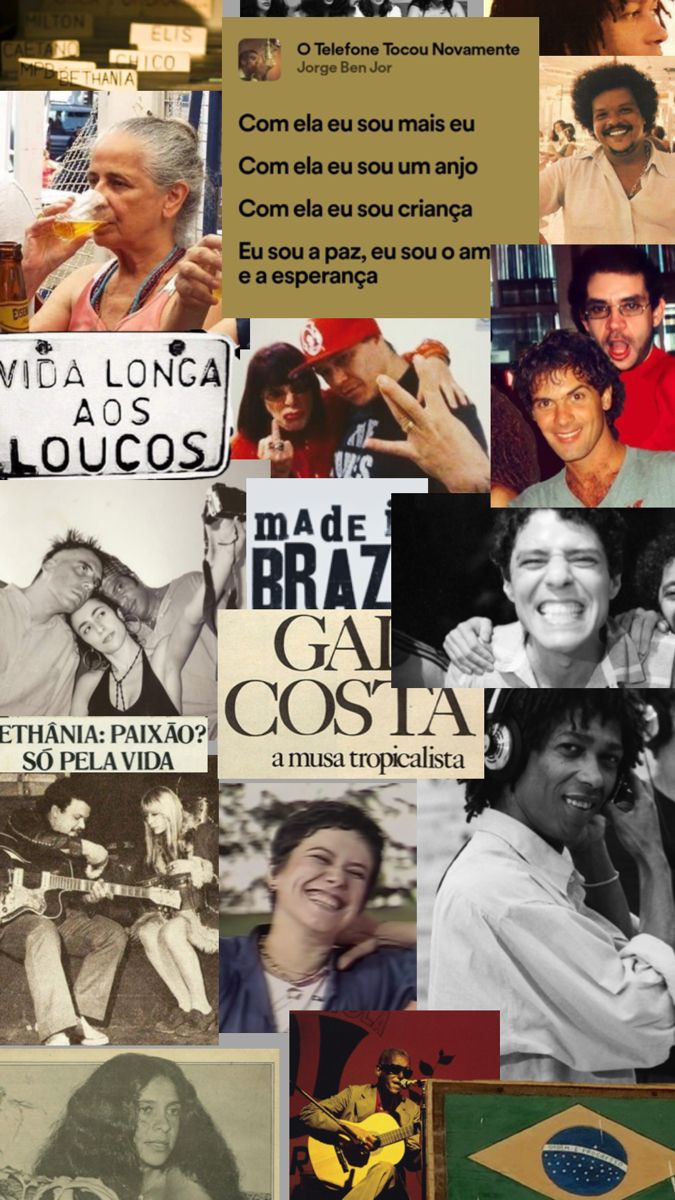 MILTON
ELIS
CAETANO
CHICO
MPB
BETHANIA
O Telefone Tocou Novamente
Jorge Ben Jor
Com ela eu sou mais eu
Com ela eu sou um anjo
Com ela eu sou criança
Eu sou a paz, eu sou o am
e a esperança
VIDA LONGA
AOS
LOUCOS
made i
BRAZ
GAL
COSTA
a musa tropicalista
ETHÂNIA: PAIXÃO?
SÓ PELA VIDA